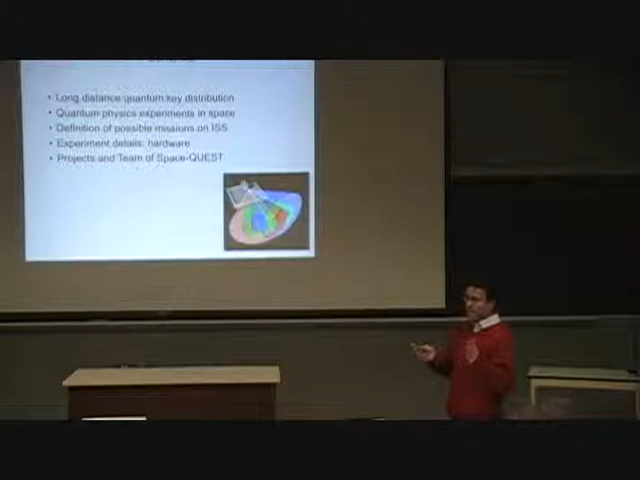 • Long distance quantum key distribution
• Quantum physics experiments in space
• Definition of possible missions on ISS
• Experiment details: hardware
• Projects and Team of Space-QUEST